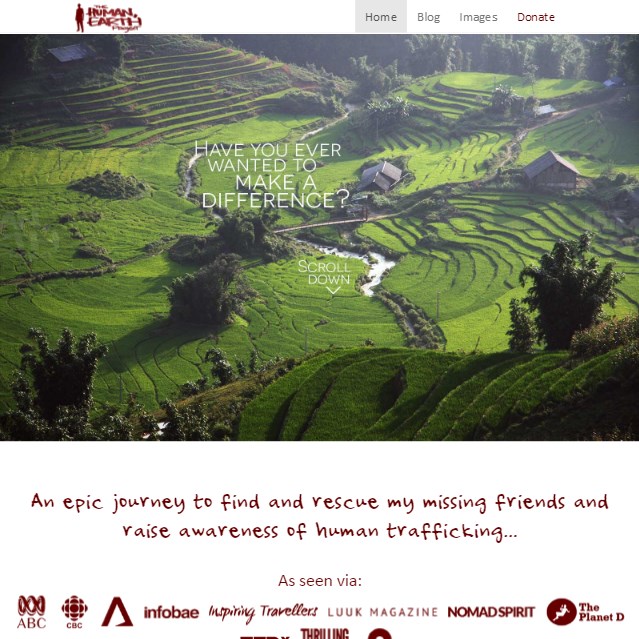 THE
HUMAN
EARTH
Project
Home Blog Images Donate
HAVE YOU EVER
WANTED TO
MAKE A
DIFFERENCE?
SCROLL
DOWN
An epic journey to find and rescue my missing friends and
raise awareness of human trafficking...
As seen via:
ABC CBC infobae Inspiring Travellers LUUK MAGAZINE NOMADSPIRIT The Planet D
THRILLING